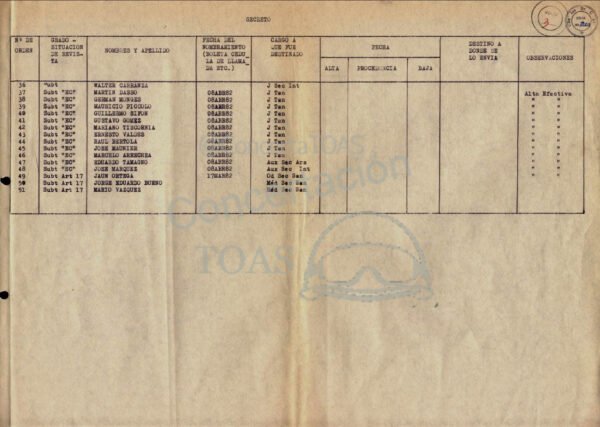 SECRETO
3
Nº DE ORDEN GRADO - SITUACION DE REVISTA NOMBRES Y APELLIDO FECHA DEL NOMBRAMIENTO (BOLETA CEDULA DE LLAMADA ETC.) CARGO A QUE FUE DESTINADO FECHA DESTINO A DONDE SE LO ENVIA OBSERVACIONES
ALTA PROCEDENCIA BAJA
36 WALTER J Sec Int
37 Subt "EC" MARTIN DASSO 08ABR82 J Tan Alta Efectiva
38 Subt "EC" GERMAN MONGES 08ABR82 J Tan " "
39 Subt "EC" MAURICIO PICCOLO 08ABR82 J Tan " "
40 Subt "EC" GUILLERMO SIFON 08ABR82 J Tan " "
41 Subt "EC" GUSTAVO GOMEZ 08ABR82 J Tan " "
42 Subt "EC" MARIANO TISCORNIA 08ABR82 J Tan " "
43 Subt "EC" ERNESTO VALDES 08ABR82 J Tan " "
44 Subt "EC" RAUL BERTOLA 08ABR82 J Tan " "
45 Subt "EC" JOSE 08ABR82 J Tan " "
46 Subt "EC" MARCELO 08ABR82 J Tan " "
47 Subt "EC" EDUARDO TAMAGNO 08ABR82 Aux Sec Ars " "
48 Subt "EC" JOSE MARQUEZ 08ABR82 Aux Sec Int " "
49 Subt Art 17 JUAN ORTEGA 17MAR82 Od Sec San " "
50 Subt Art 17 JORGE EDUARDO BUENO Méd Sec San
51 Subt Art 17 MARIO VAZQUEZ Méd Sec San
TOAS